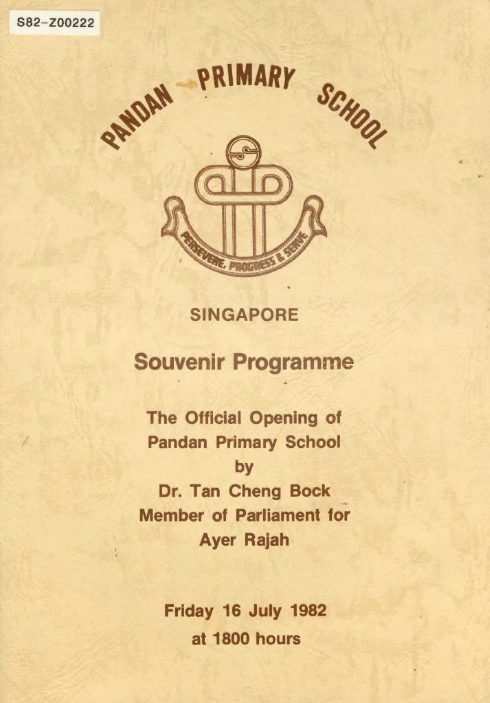 S82-Z00222
PANDAN PRIMARY SCHOOL
PERSEVERE, PROGRESS & SERVE
SINGAPORE
Souvenir Programme
The Official Opening of
Pandan Primary School
by
Dr. Tan Cheng Bock
Member of Parliament for
Ayer Rajah
Friday 16 July 1982
at 1800 hours